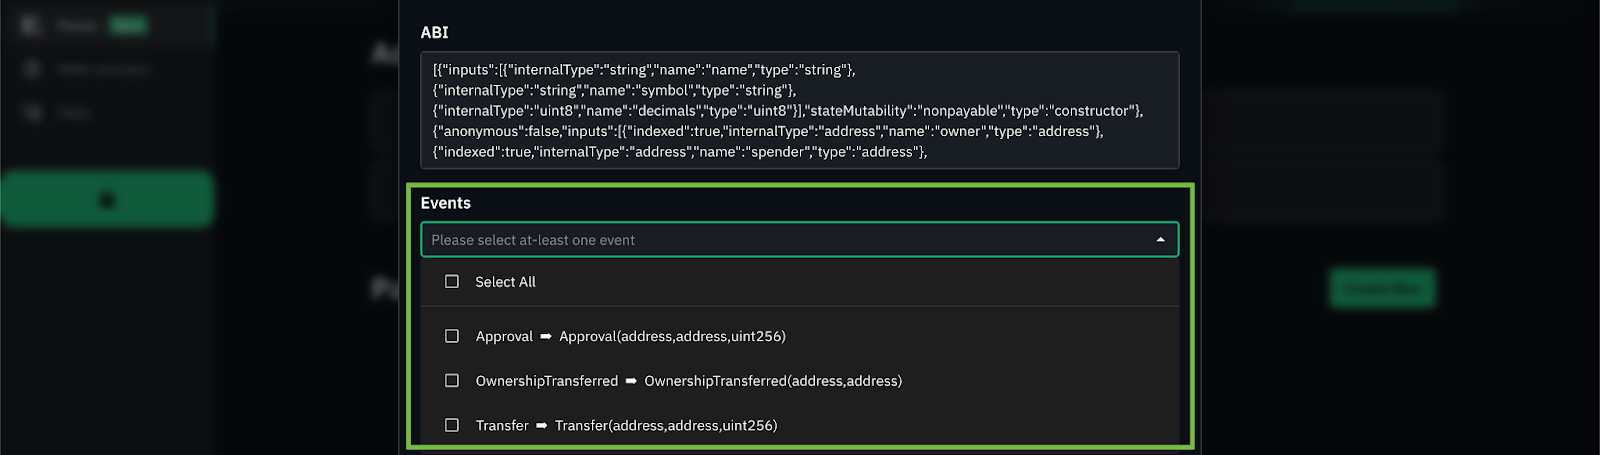 ABI
[{"inputs":[{"internalType":"string","name":"name","type":"string"},
{"internalType":"string","name":"symbol","type":"string"},
{"internalType":"uint8","name":"decimals","type":"uint8"}],"stateMutability":"nonpayable","type":"constructor"},
{"anonymous":false,"inputs":[{"indexed":true,"internalType":"address","name":"owner","type":"address"},
{"indexed":true,"internalType":"address","name":"spender","type":"address"},
Events
Please select at-least one event
Select All
Approval ➡ Approval(address,address,uint256)
OwnershipTransferred ➡ OwnershipTransferred(address,address)
Transfer ➡ Transfer(address,address,uint256)